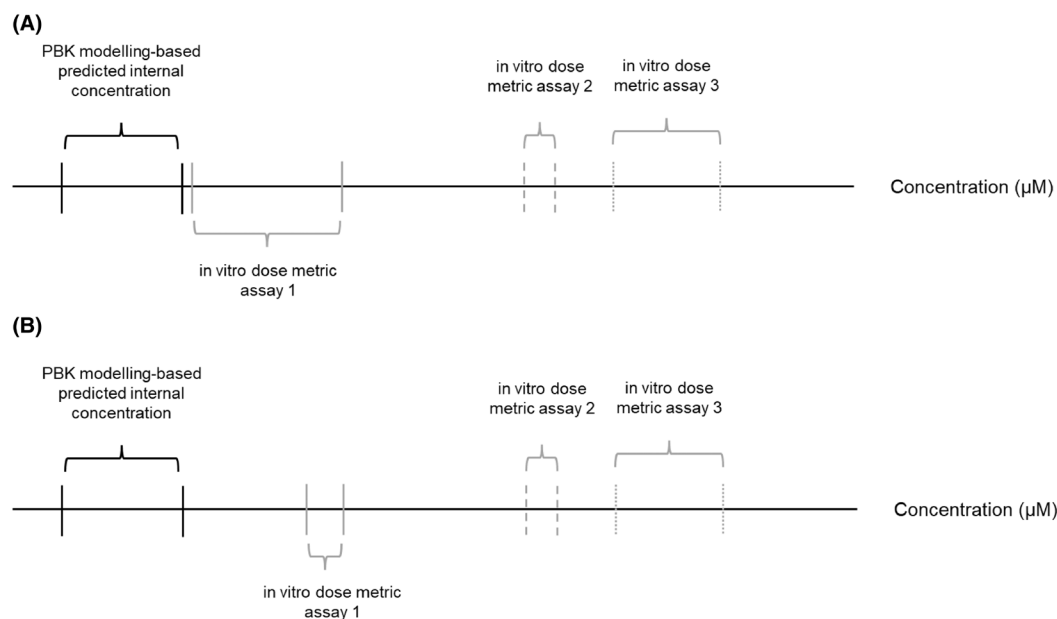 (A)
PBK modelling-based
predicted internal
concentration
in vitro dose
metric assay 2
in vitro dose
metric assay 3
Concentration (µM)
in vitro dose metric
assay 1
(B)
PBK modelling-based
predicted internal
concentration
in vitro dose
metric assay 2
in vitro dose
metric assay 3
Concentration (µM)
in vitro dose metric
assay 1